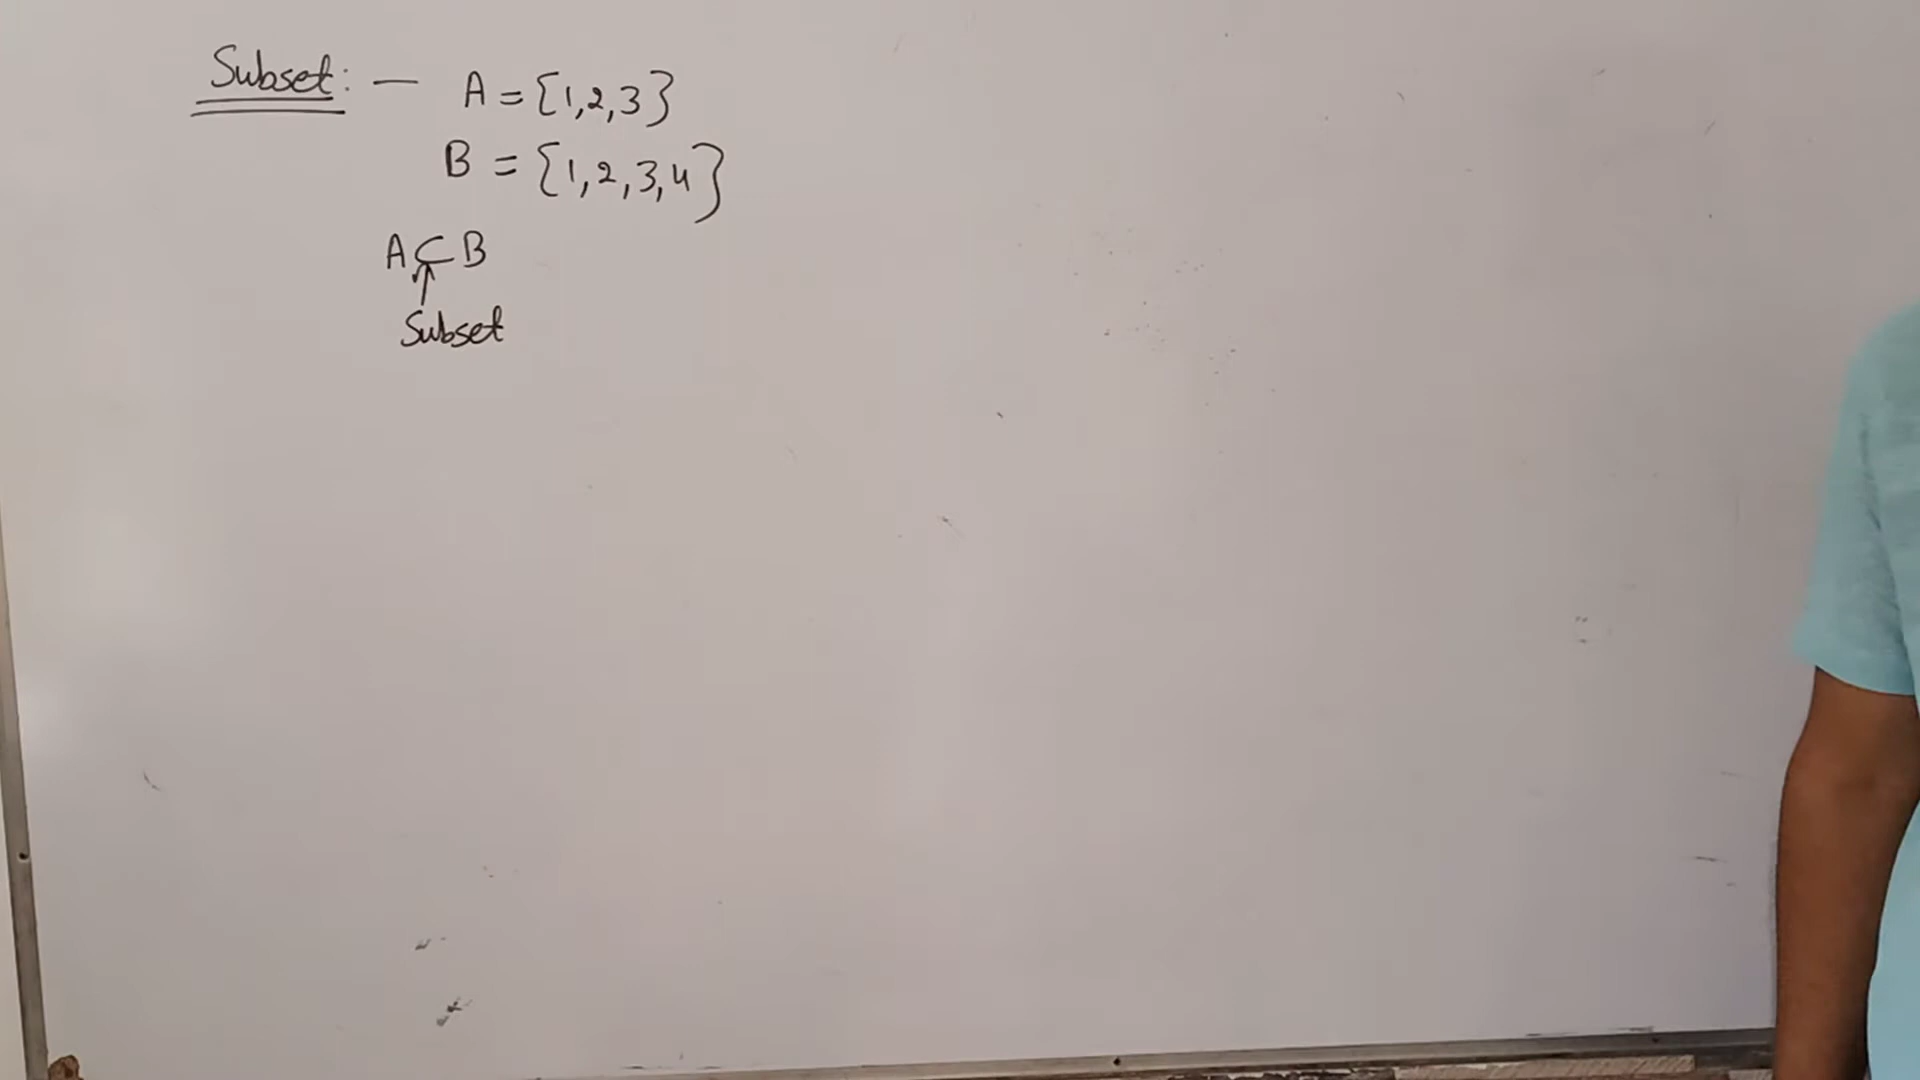 Subset: — A = {1,2,3}
B = {1,2,3,4}
A ⊂ B
Subset